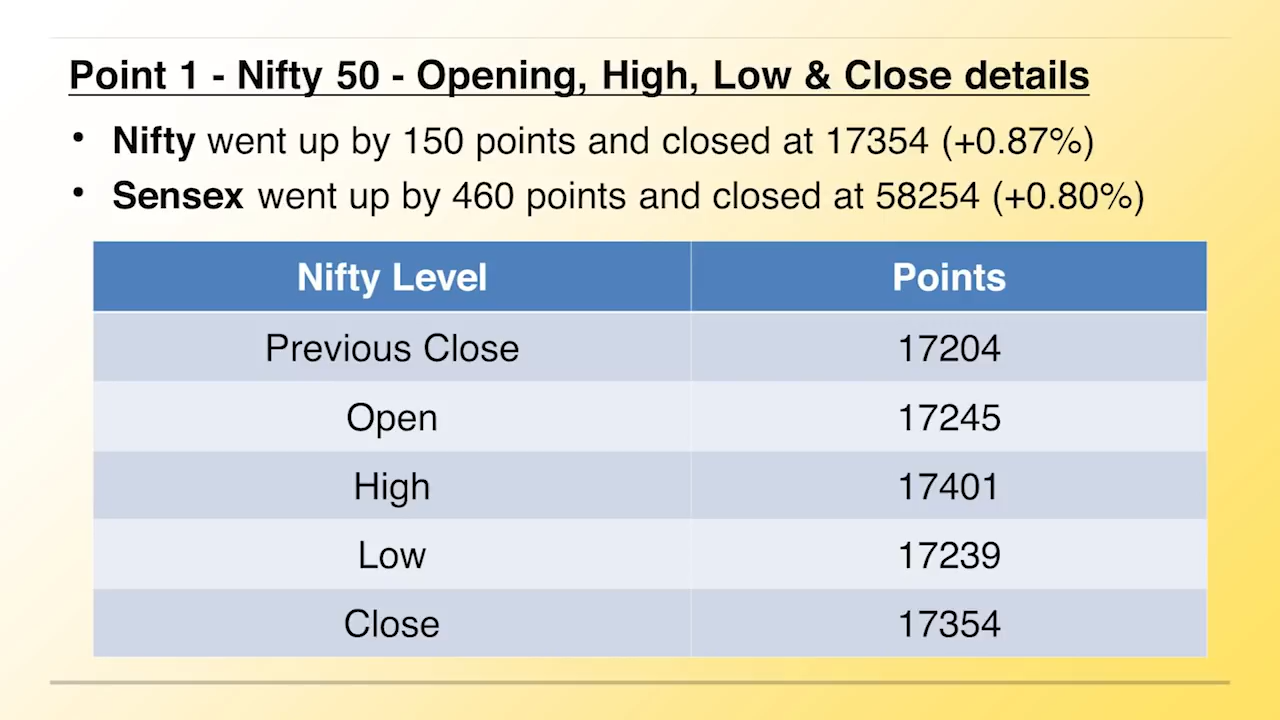 Point 1 - Nifty 50 - Opening, High, Low & Close details
• Nifty went up by 150 points and closed at 17354 (+0.87%)
• Sensex went up by 460 points and closed at 58254 (+0.80%)
Nifty Level Points
Previous Close 17204
Open 17245
High 17401
Low 17239
Close 17354